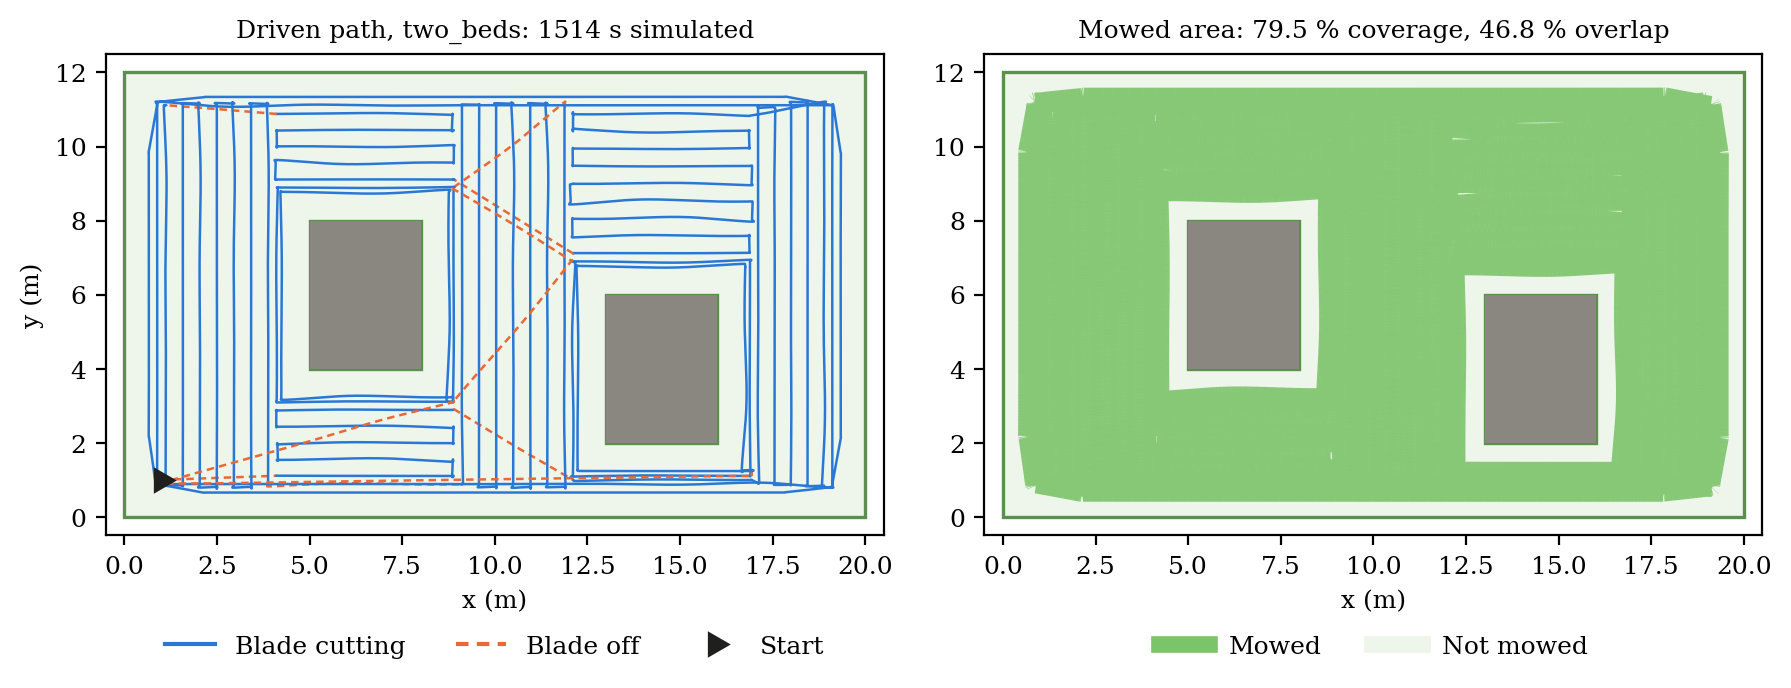 Driven path, two_beds: 1514 s simulated
Mowed area: 79.5 % coverage, 46.8 % overlap
12
10
8
6
4
2
0
y (m)
0.0 2.5 5.0 7.5 10.0 12.5 15.0 17.5 20.0
x (m)
12
10
8
6
4
2
0
0.0 2.5 5.0 7.5 10.0 12.5 15.0 17.5 20.0
x (m)
Blade cutting Blade off Start
Mowed Not mowed